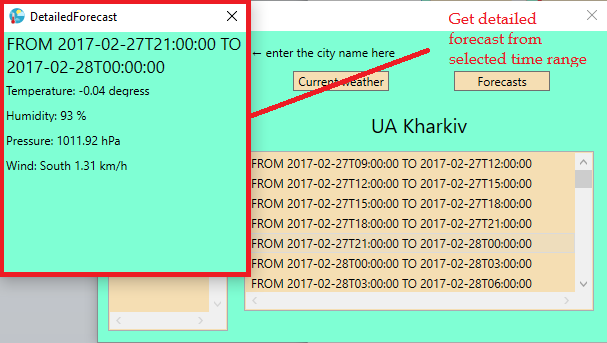 DetailedForecast
FROM 2017-02-27T21:00:00 TO
2017-02-28T00:00:00
Temperature: -0.04 degress
Humidity: 93 %
Pressure: 1011.92 hPa
Wind: South 1.31 km/h
Get detailed
forecast from
selected time range
← enter the city name here
Current weather
Forecasts
UA Kharkiv
FROM 2017-02-27T09:00:00 TO 2017-02-27T12:00:00
FROM 2017-02-27T12:00:00 TO 2017-02-27T15:00:00
FROM 2017-02-27T15:00:00 TO 2017-02-27T18:00:00
FROM 2017-02-27T18:00:00 TO 2017-02-27T21:00:00
FROM 2017-02-27T21:00:00 TO 2017-02-28T00:00:00
FROM 2017-02-28T00:00:00 TO 2017-02-28T03:00:00
FROM 2017-02-28T03:00:00 TO 2017-02-28T06:00:00